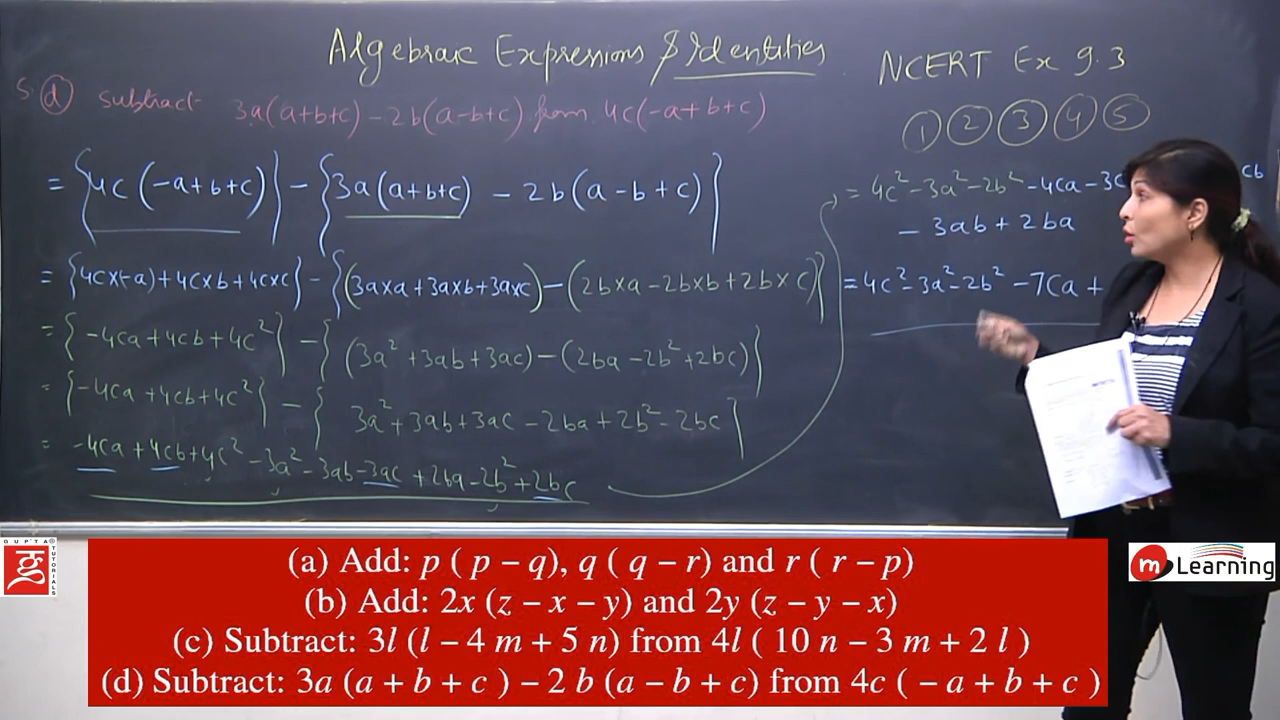 Algebraic Expressions & Identities
NCERT Ex 9.3
① ② ③ ④ ⑤
5. (d) Subtract 3a(a+b+c) - 2b(a-b+c) from 4c(-a+b+c)
= {4c(-a+b+c)} - {3a(a+b+c) - 2b(a-b+c)}
= {4c×(-a)+4c×b+4c×c} - {(3a×a+3a×b+3a×c) - (2b×a-2b×b+2b×c)}
= {-4ca+4cb+4c²} - {(3a²+3ab+3ac) - (2ba-2b²+2bc)}
= {-4ca+4cb+4c²} - {3a²+3ab+3ac-2ba+2b²-2bc}
= -4ca+4cb+4c²-3a²-3ab-3ac+2ba-2b²+2bc
= 4c²-3a²-2b²-4ca-3c cb
- 3ab+2ba
= 4c²-3a²-2b²-7ca+
GUPTA®
TUTORIALS
(a) Add: p ( p – q), q ( q – r) and r ( r – p)
(b) Add: 2x (z – x – y) and 2y (z – y – x)
(c) Subtract: 3l (l – 4 m + 5 n) from 4l ( 10 n – 3 m + 2 l )
(d) Subtract: 3a (a + b + c ) – 2 b (a – b + c) from 4c ( – a + b + c )
m Learning